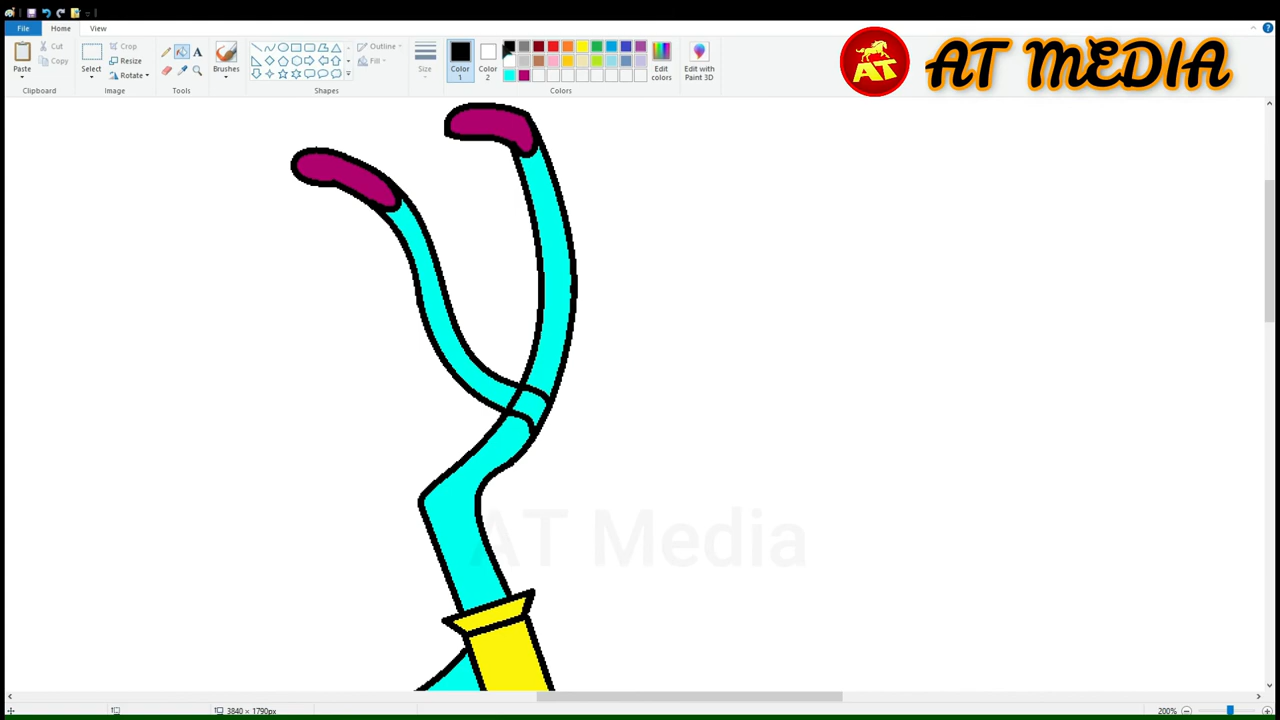 File
Home
View
Paste
Cut
Copy
Clipboard
Select
Crop
Resize
Rotate
Image
A
Tools
Brushes
Outline
Fill
Shapes
Size
Color
1
Color
2
Edit
colors
Colors
Edit with
Paint 3D
AT
AT MEDIA
AT Media
3840 × 1790px
200%